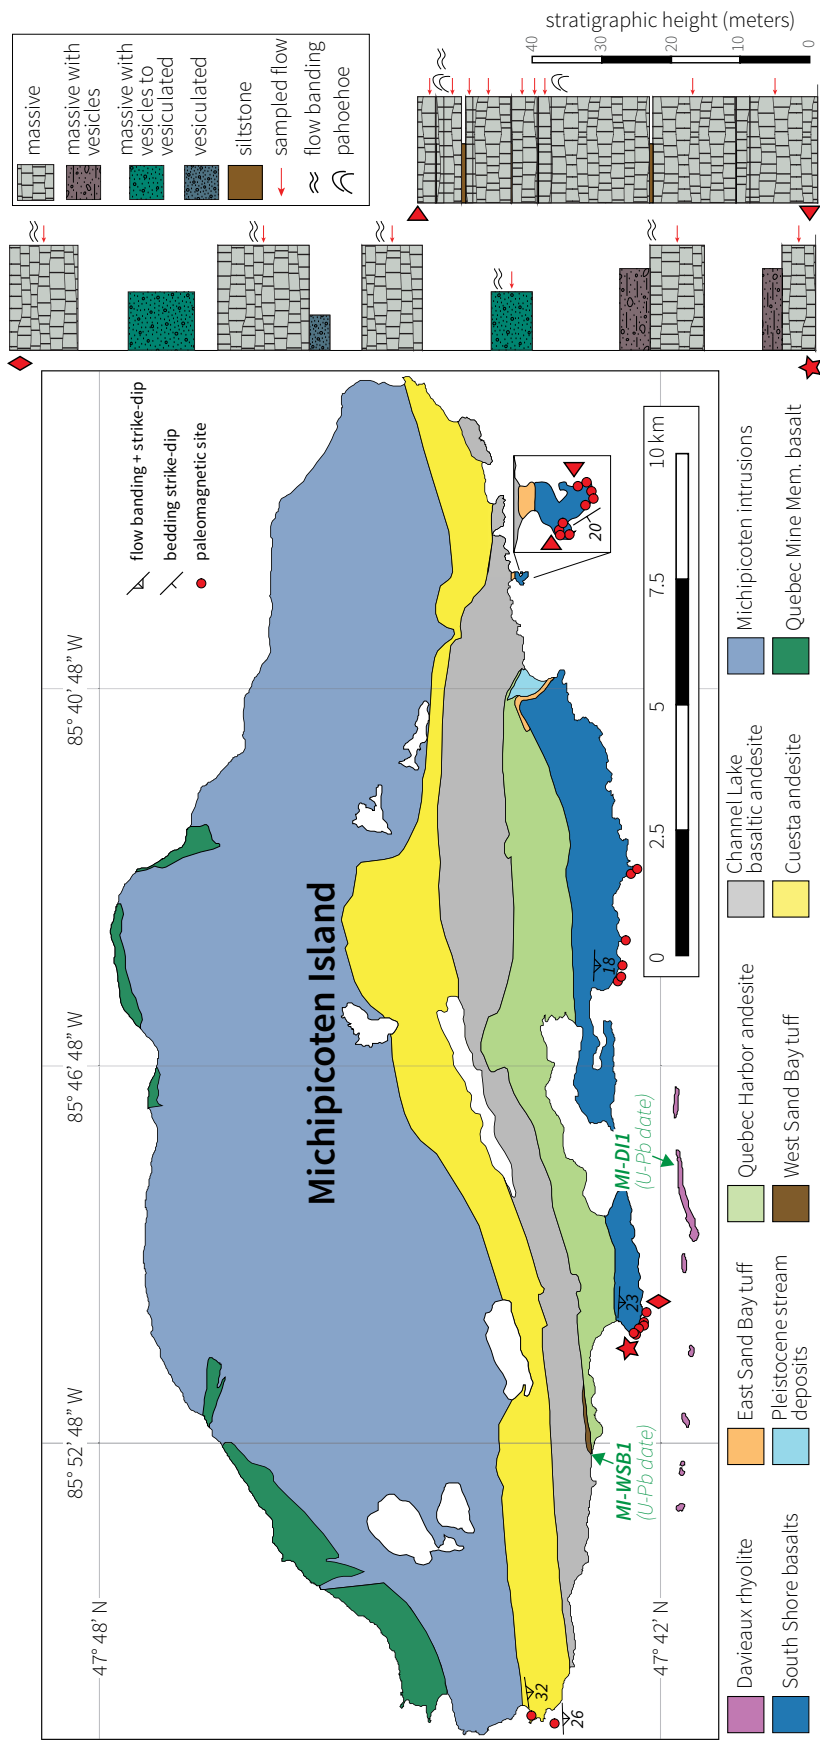 massive
massive with
vesicles
massive with
vesicles to
vesiculated
vesiculated
siltstone
sampled flow
flow banding
pahoehoe
stratigraphic height (meters)
40
30
20
10
0
flow banding + strike-dip
bedding strike-dip
paleomagnetic site
85° 52' 48" W
85° 46' 48" W
85° 40' 48" W
47° 48' N
47° 42' N
Michipicoten Island
32
26
23
18
20
MI-WSB1
(U-Pb date)
MI-DI1
(U-Pb date)
0
2.5
5
7.5
10 km
Davieaux rhyolite
South Shore basalts
East Sand Bay tuff
Pleistocene stream
deposits
Quebec Harbor andesite
West Sand Bay tuff
Channel Lake
basaltic andesite
Cuesta andesite
Michipicoten intrusions
Quebec Mine Mem. basalt